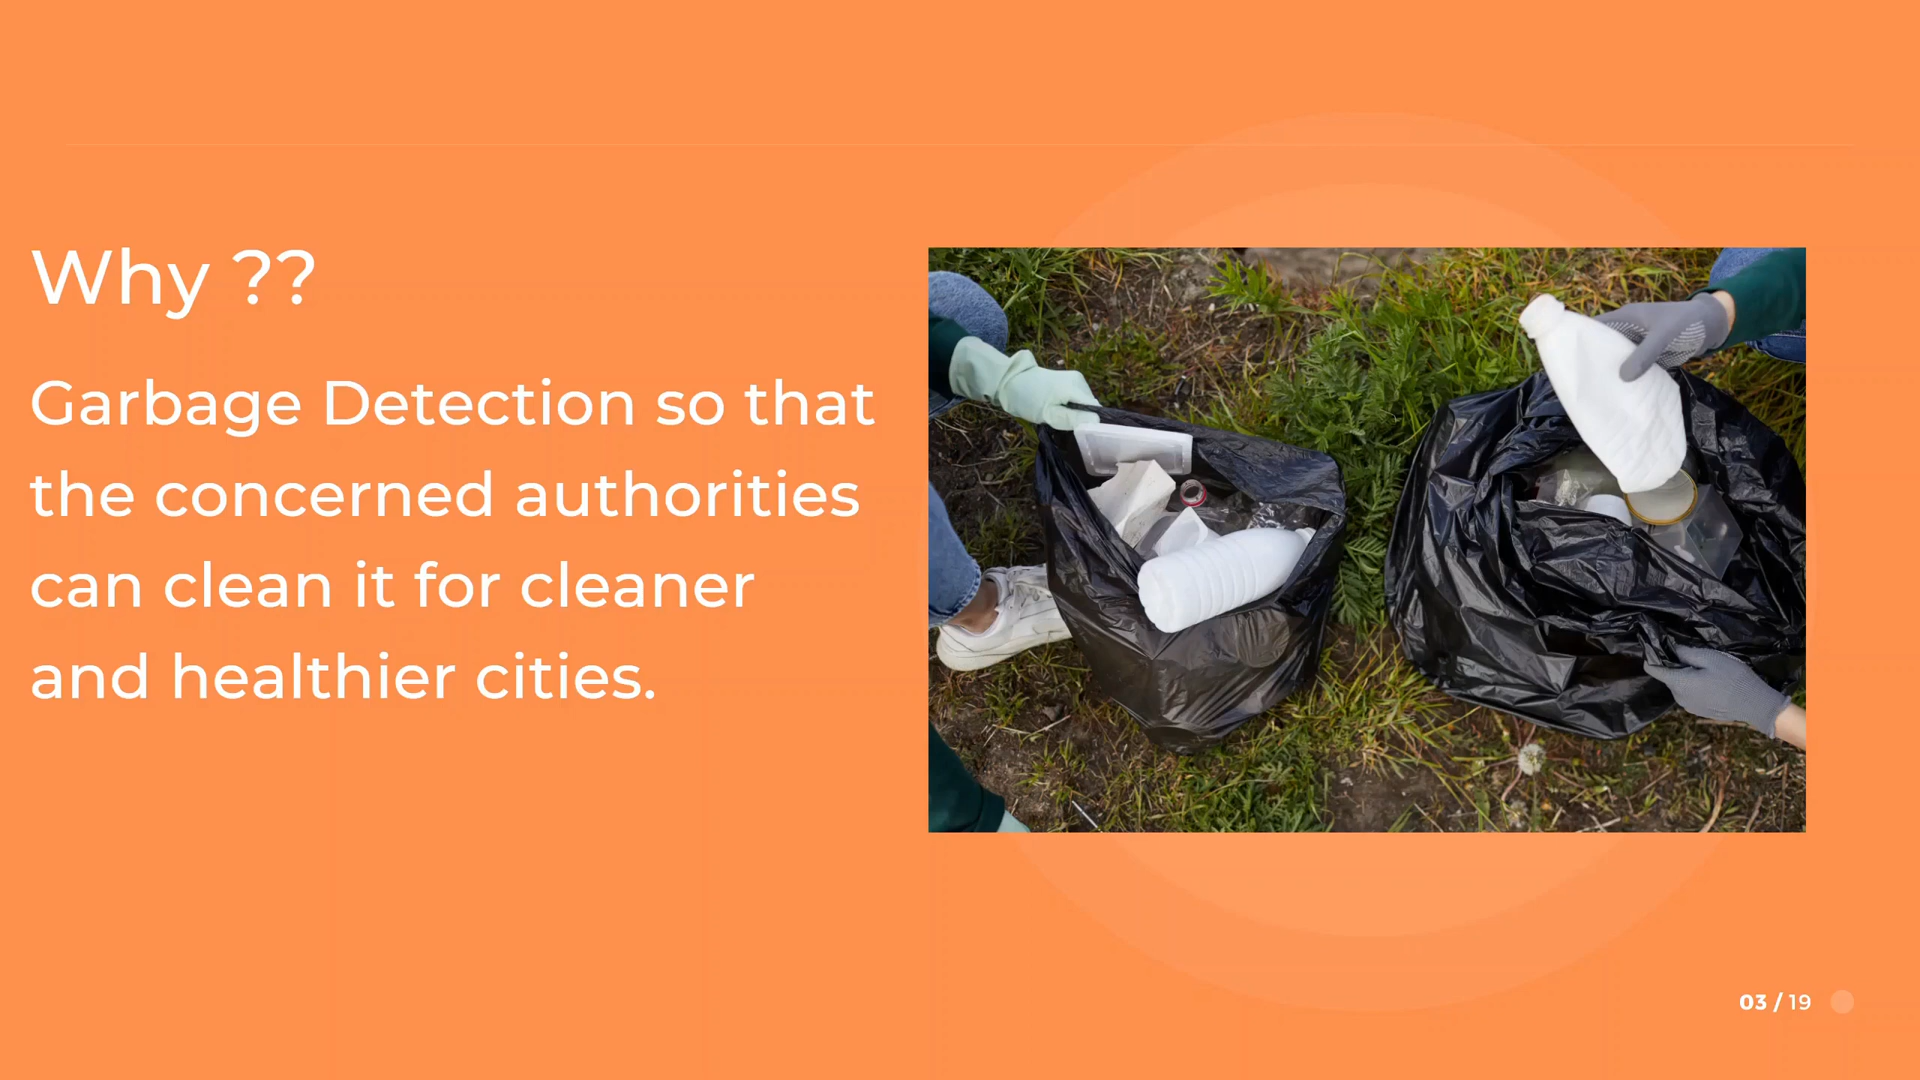 Why ??
Garbage Detection so that
the concerned authorities
can clean it for cleaner
and healthier cities.
03 / 19